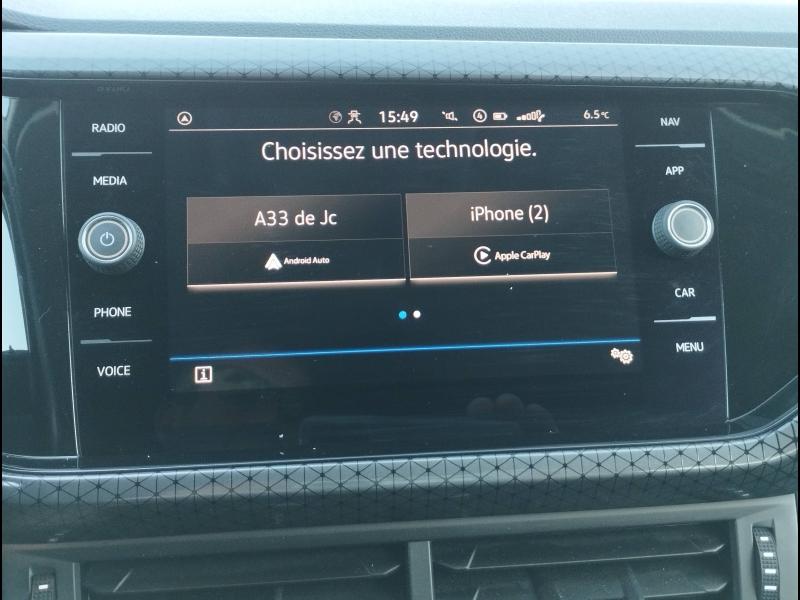 RADIO
MEDIA
PHONE
VOICE
15:49
4
6.5°C
Choisissez une technologie.
A33 de Jc
Android Auto
iPhone (2)
Apple CarPlay
i
NAV
APP
CAR
MENU